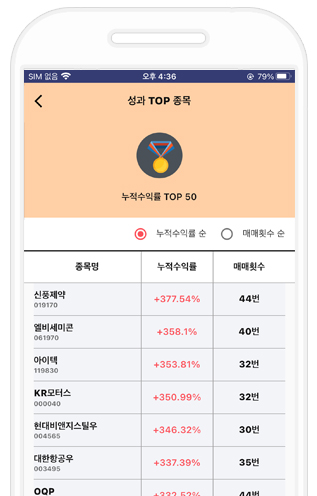 SIM 없음 오후 4:36 79%
성과 TOP 종목
누적수익률 TOP 50
누적수익률 순 매매횟수 순
종목명 누적수익률 매매횟수
신풍제약 +377.54% 44번
019170
엘비세미콘 +358.1% 40번
061970
아이텍 +353.81% 32번
119830
KR모터스 +350.99% 32번
000040
현대비앤지스틸우 +346.32% 30번
004565
대한항공우 +337.39% 35번
003495
OQP +332.52% 44번